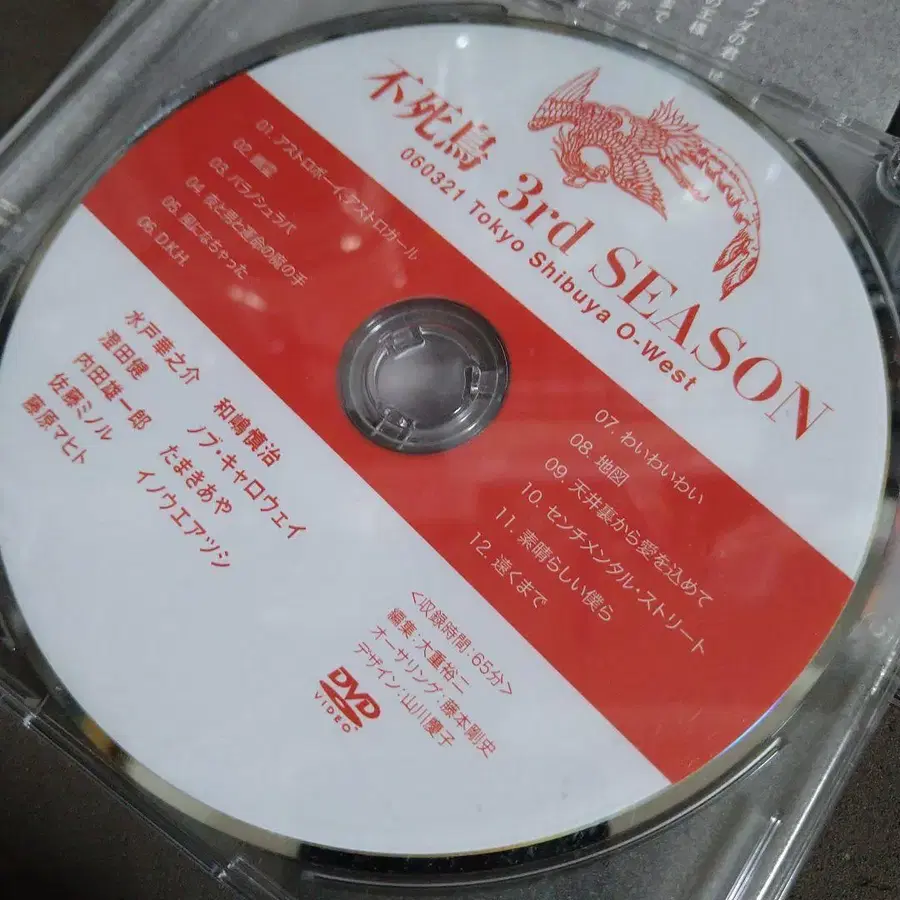 不死鳥 3rd SEASON
060321 Tokyo Shibuya O-West
01. アストロボーイ、アストロガール
02.
03. パラシュラバ
04. 夜と男と運命の魔の手
05. 風になちゃった
06. D.K.H.
07. わいわいわい
08. 地図
09. 天井裏から愛を込めて
10. センチメンタル・ストリート
11. 素晴らしい僕ら
12. 遠くまで
水戸華之介
澄田健
内田雄一郎
佐藤ミノル
藤原マヒト
和嶋慎治
ノブ・キャロウェイ
たまきあや
イノウエアツシ
<収録時間:65分>
編集:大重裕二
オーサリング:藤本剛史
デザイン:山川慶子
DVD
VIDEO